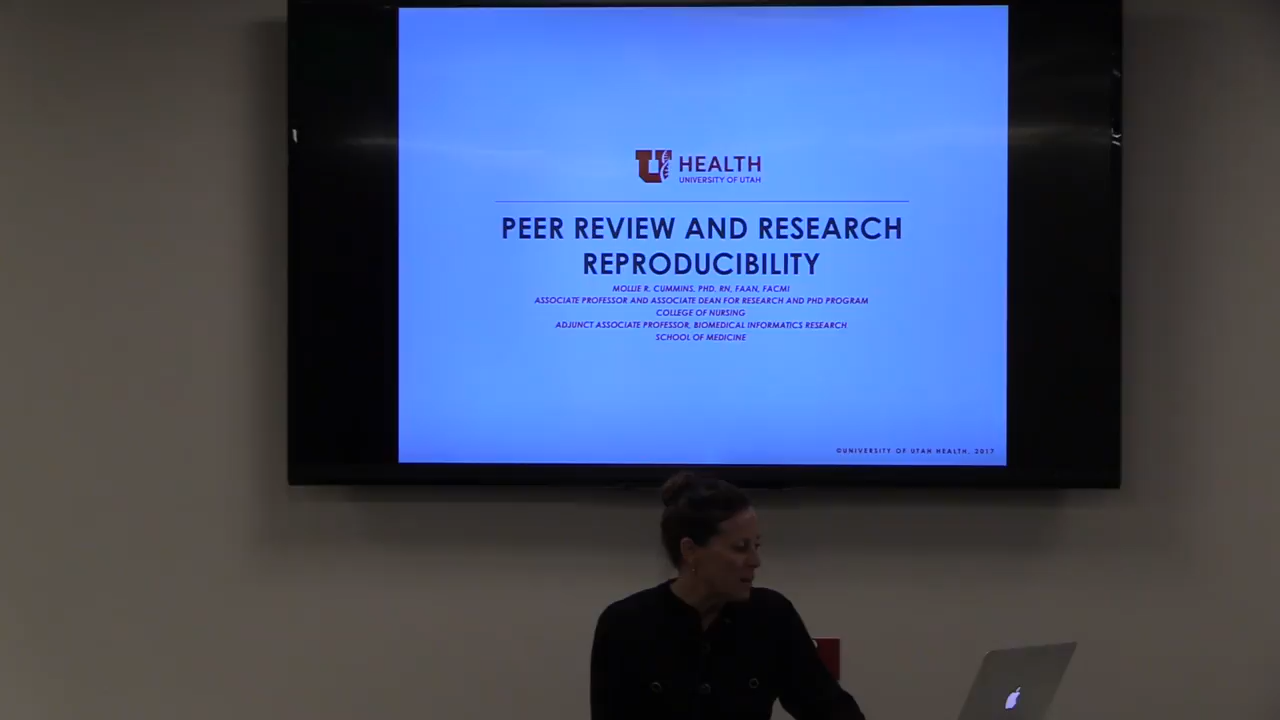 HEALTH
UNIVERSITY OF UTAH
PEER REVIEW AND RESEARCH
REPRODUCIBILITY
MOLLIE R. CUMMINS, PHD, RN, FAAN, FACMI
ASSOCIATE PROFESSOR AND ASSOCIATE DEAN FOR RESEARCH AND PHD PROGRAM
COLLEGE OF NURSING
ADJUNCT ASSOCIATE PROFESSOR, BIOMEDICAL INFORMATICS RESEARCH
SCHOOL OF MEDICINE
©UNIVERSITY OF UTAH HEALTH, 2017